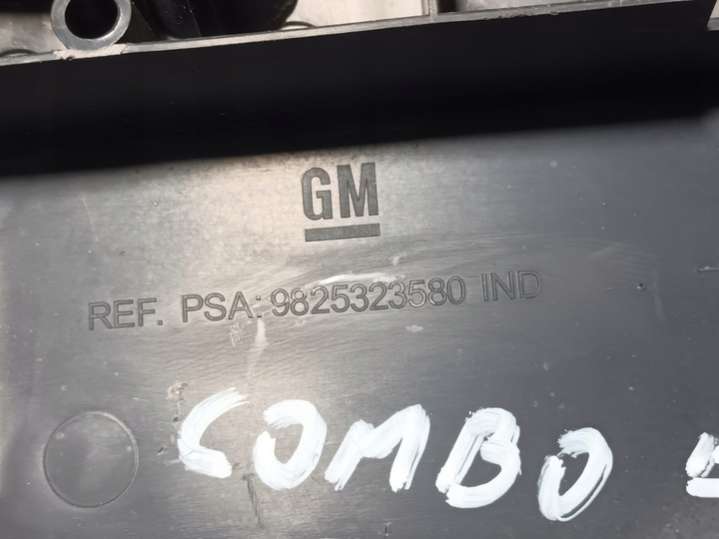 GM
REF. PSA: 9825323580 IND
COMBO